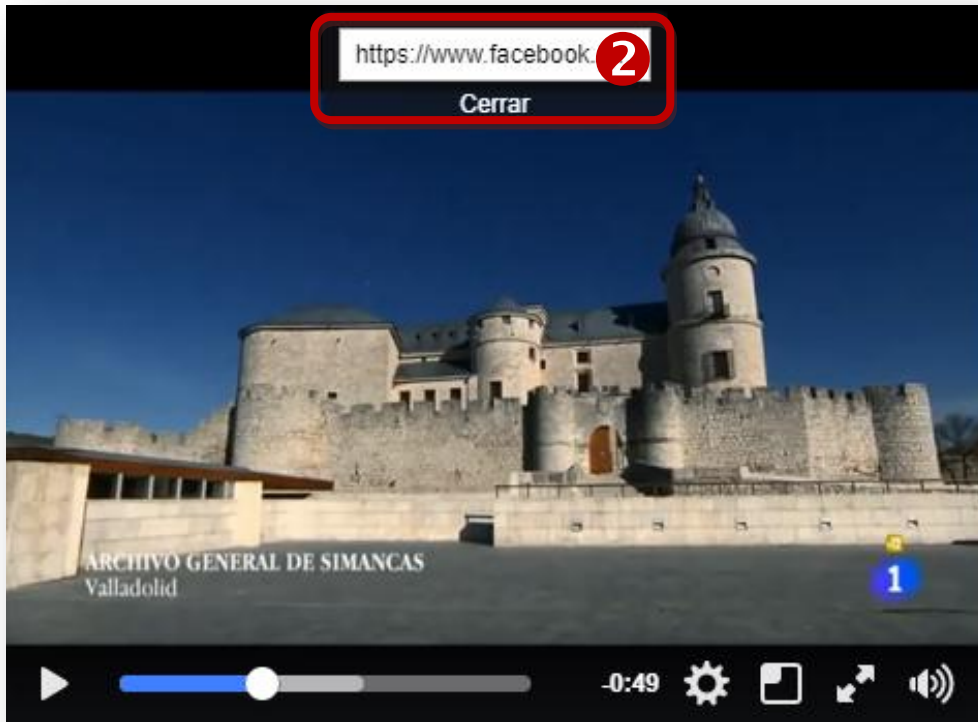 https://www.facebook.
2
Cerrar
ARCHIVO GENERAL DE SIMANCAS
Valladolid
1
-0:49